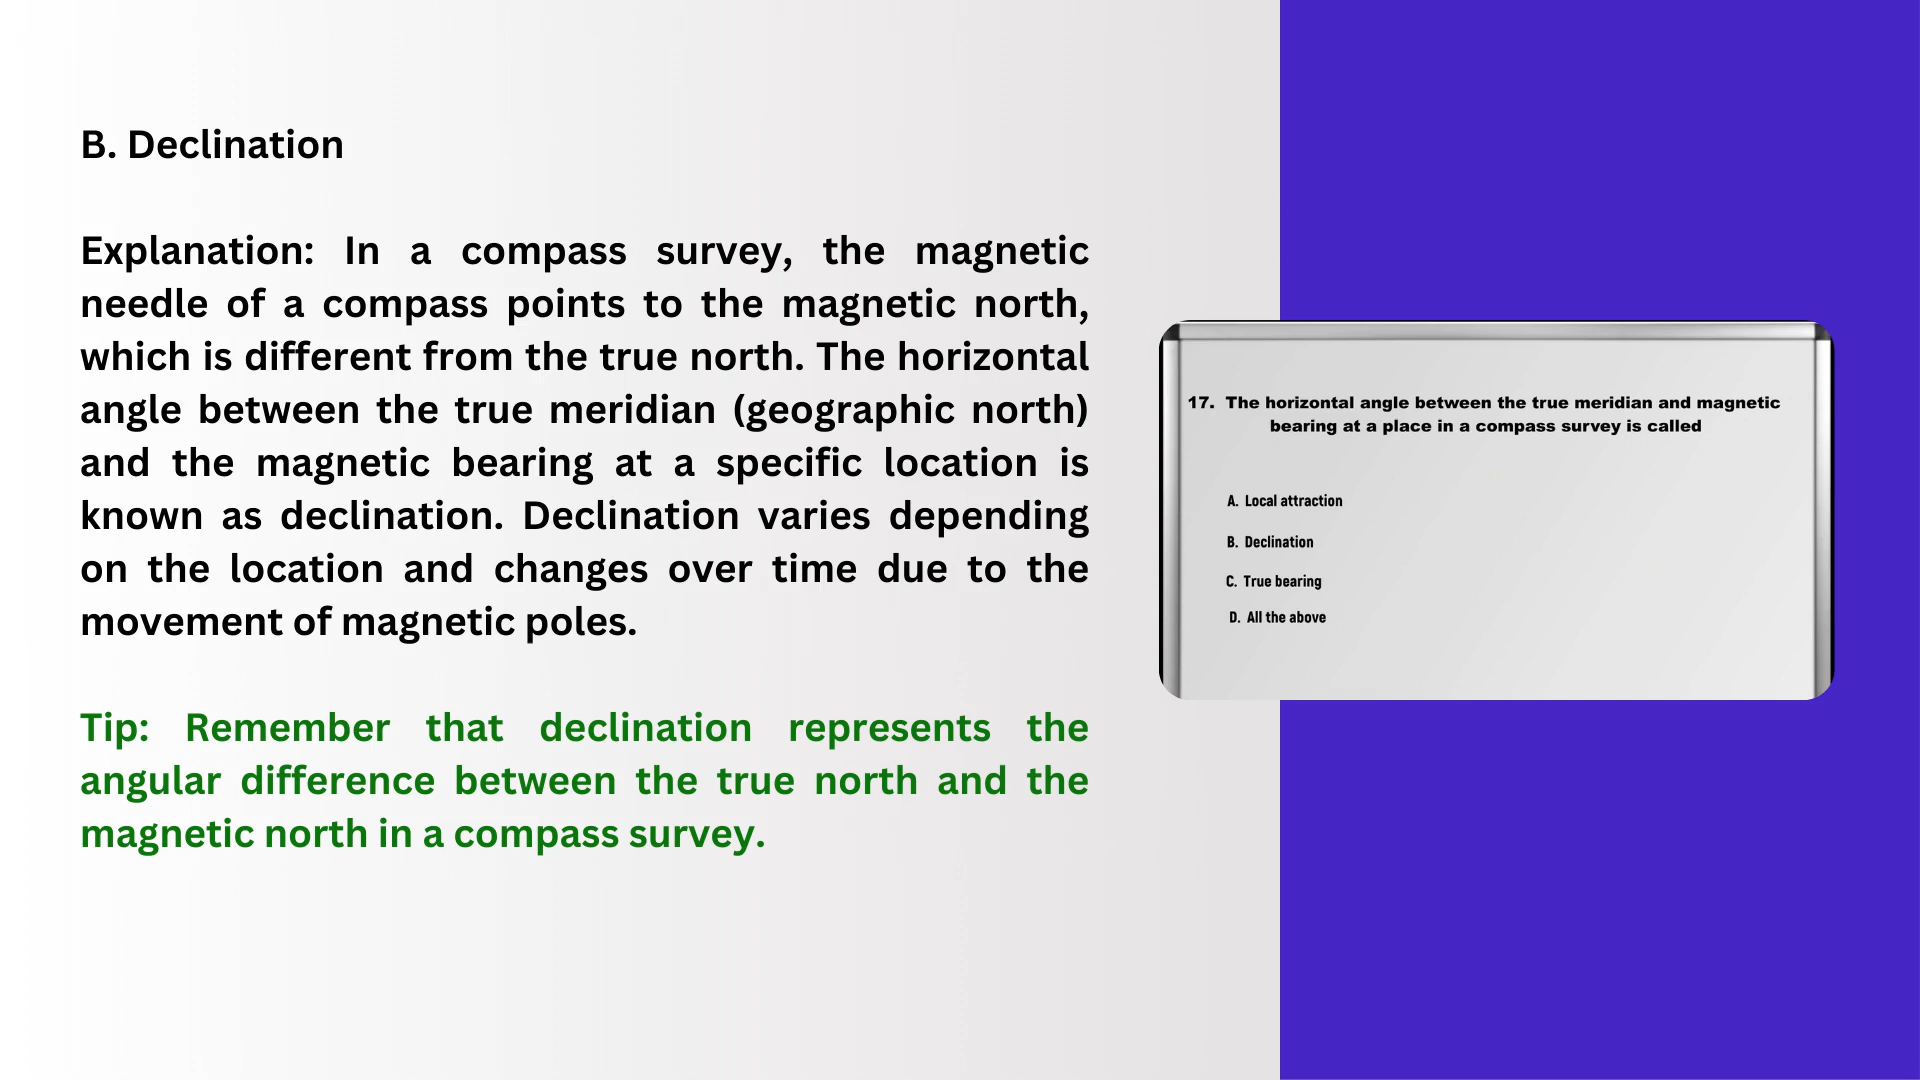 B. Declination
Explanation: In a compass survey, the magnetic
needle of a compass points to the magnetic north,
which is different from the true north. The horizontal
angle between the true meridian (geographic north)
and the magnetic bearing at a specific location is
known as declination. Declination varies depending
on the location and changes over time due to the
movement of magnetic poles.
Tip: Remember that declination represents the
angular difference between the true north and the
magnetic north in a compass survey.
17. The horizontal angle between the true meridian and magnetic
bearing at a place in a compass survey is called
A. Local attraction
B. Declination
C. True bearing
D. All the above